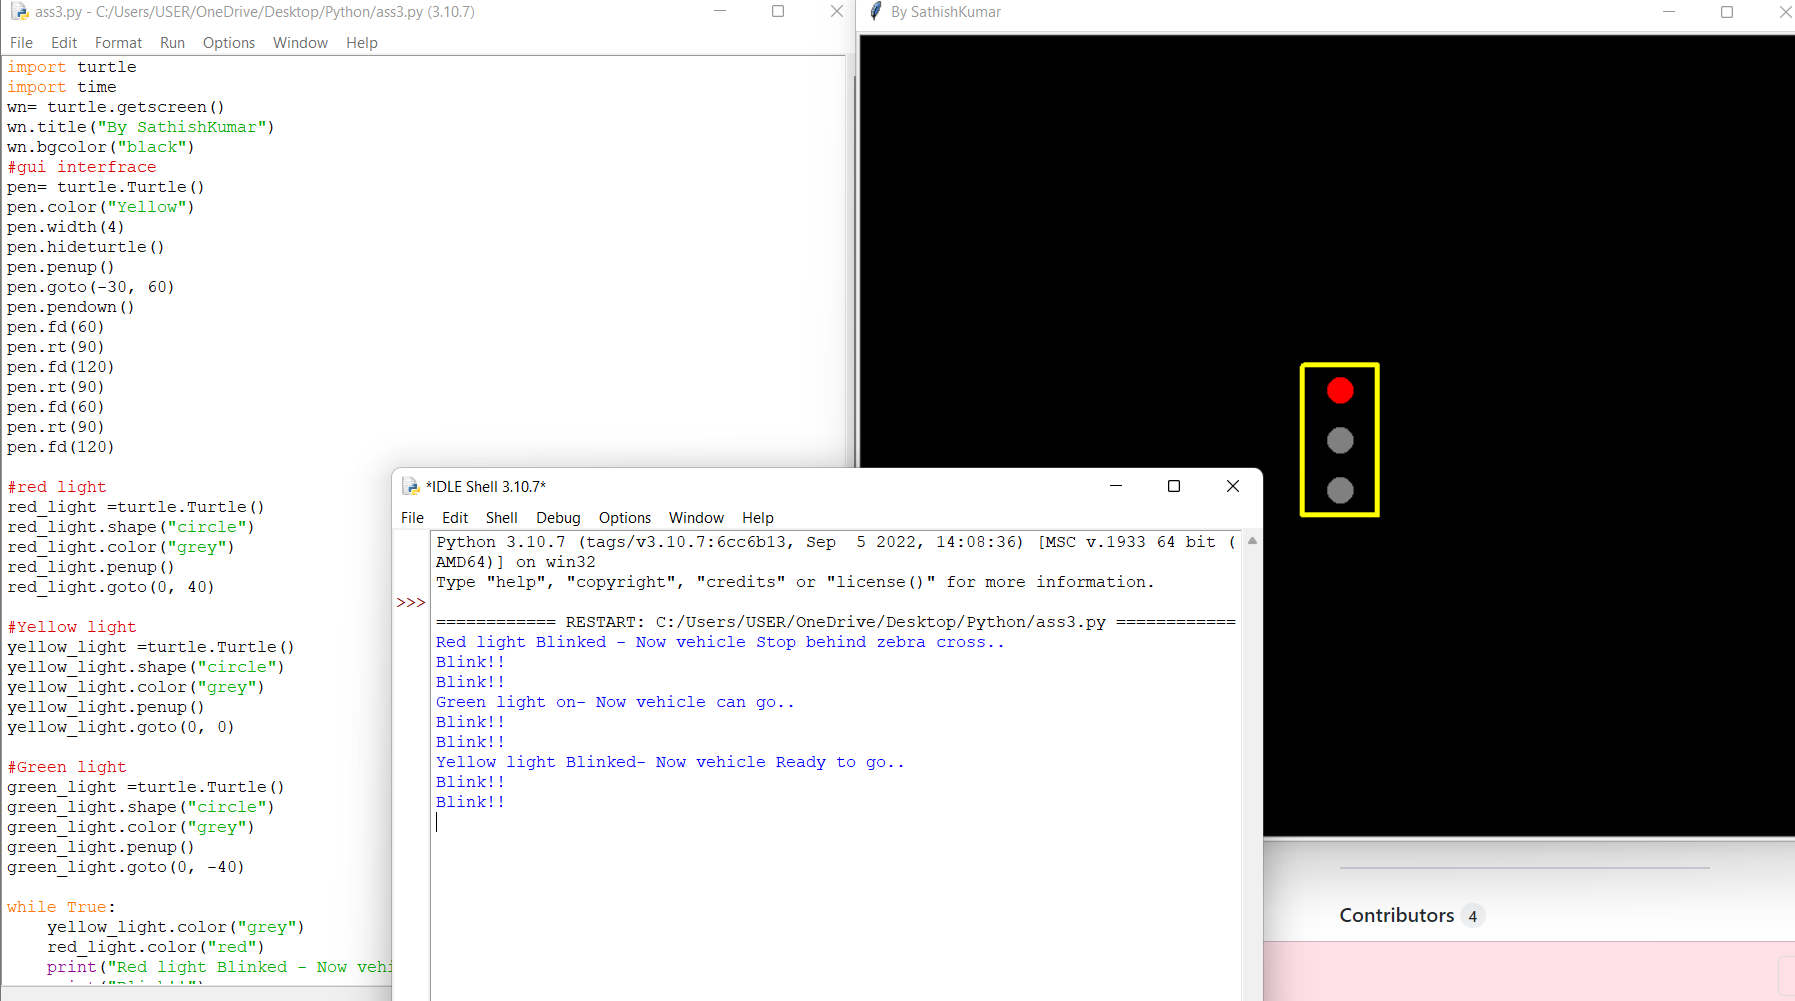 ass3.py - C:/Users/USER/OneDrive/Desktop/Python/ass3.py (3.10.7)
File Edit Format Run Options Window Help
import turtle
import time
wn= turtle.getscreen()
wn.title("By SathishKumar")
wn.bgcolor("black")
#gui interfrace
pen= turtle.Turtle()
pen.color("Yellow")
pen.width(4)
pen.hideturtle()
pen.penup()
pen.goto(-30, 60)
pen.pendown()
pen.fd(60)
pen.rt(90)
pen.fd(120)
pen.rt(90)
pen.fd(60)
pen.rt(90)
pen.fd(120)
#red light
red_light =turtle.Turtle()
red_light.shape("circle")
red_light.color("grey")
red_light.penup()
red_light.goto(0, 40)
#Yellow light
yellow_light =turtle.Turtle()
yellow_light.shape("circle")
yellow_light.color("grey")
yellow_light.penup()
yellow_light.goto(0, 0)
#Green light
green_light =turtle.Turtle()
green_light.shape("circle")
green_light.color("grey")
green_light.penup()
green_light.goto(0, -40)
while True:
yellow_light.color("grey")
red_light.color("red")
print("Red light Blinked - Now vehi
By SathishKumar
*IDLE Shell 3.10.7*
File Edit Shell Debug Options Window Help
Python 3.10.7 (tags/v3.10.7:6cc6b13, Sep  5 2022, 14:08:36) [MSC v.1933 64 bit (
AMD64)] on win32
Type "help", "copyright", "credits" or "license()" for more information.
>>>
============ RESTART: C:/Users/USER/OneDrive/Desktop/Python/ass3.py ============
Red light Blinked - Now vehicle Stop behind zebra cross..
Blink!!
Blink!!
Green light on- Now vehicle can go..
Blink!!
Blink!!
Yellow light Blinked- Now vehicle Ready to go..
Blink!!
Blink!!
Contributors 4